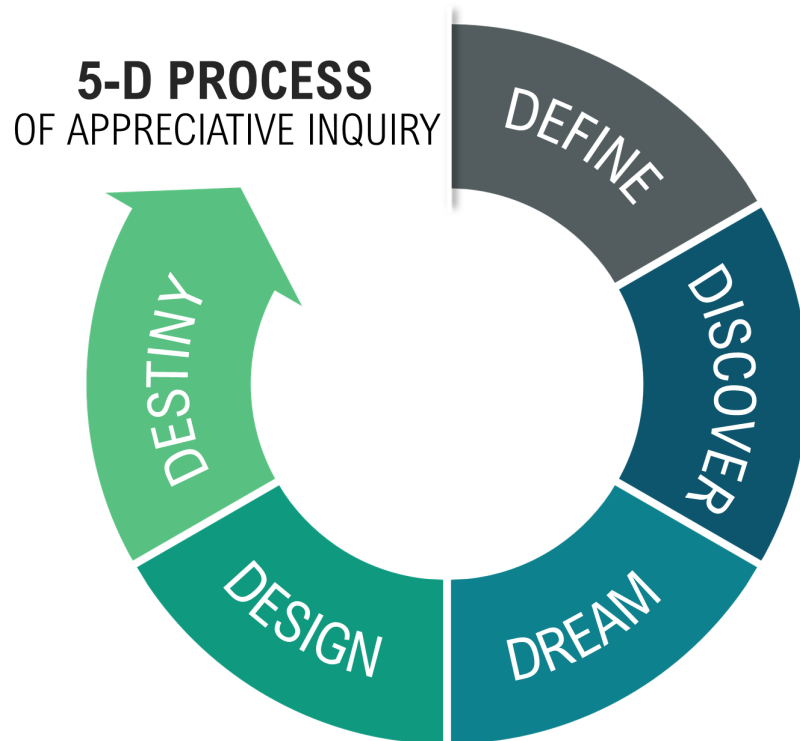 5-D PROCESS
OF APPRECIATIVE INQUIRY
DEFINE
DISCOVER
DREAM
DESIGN
DESTINY